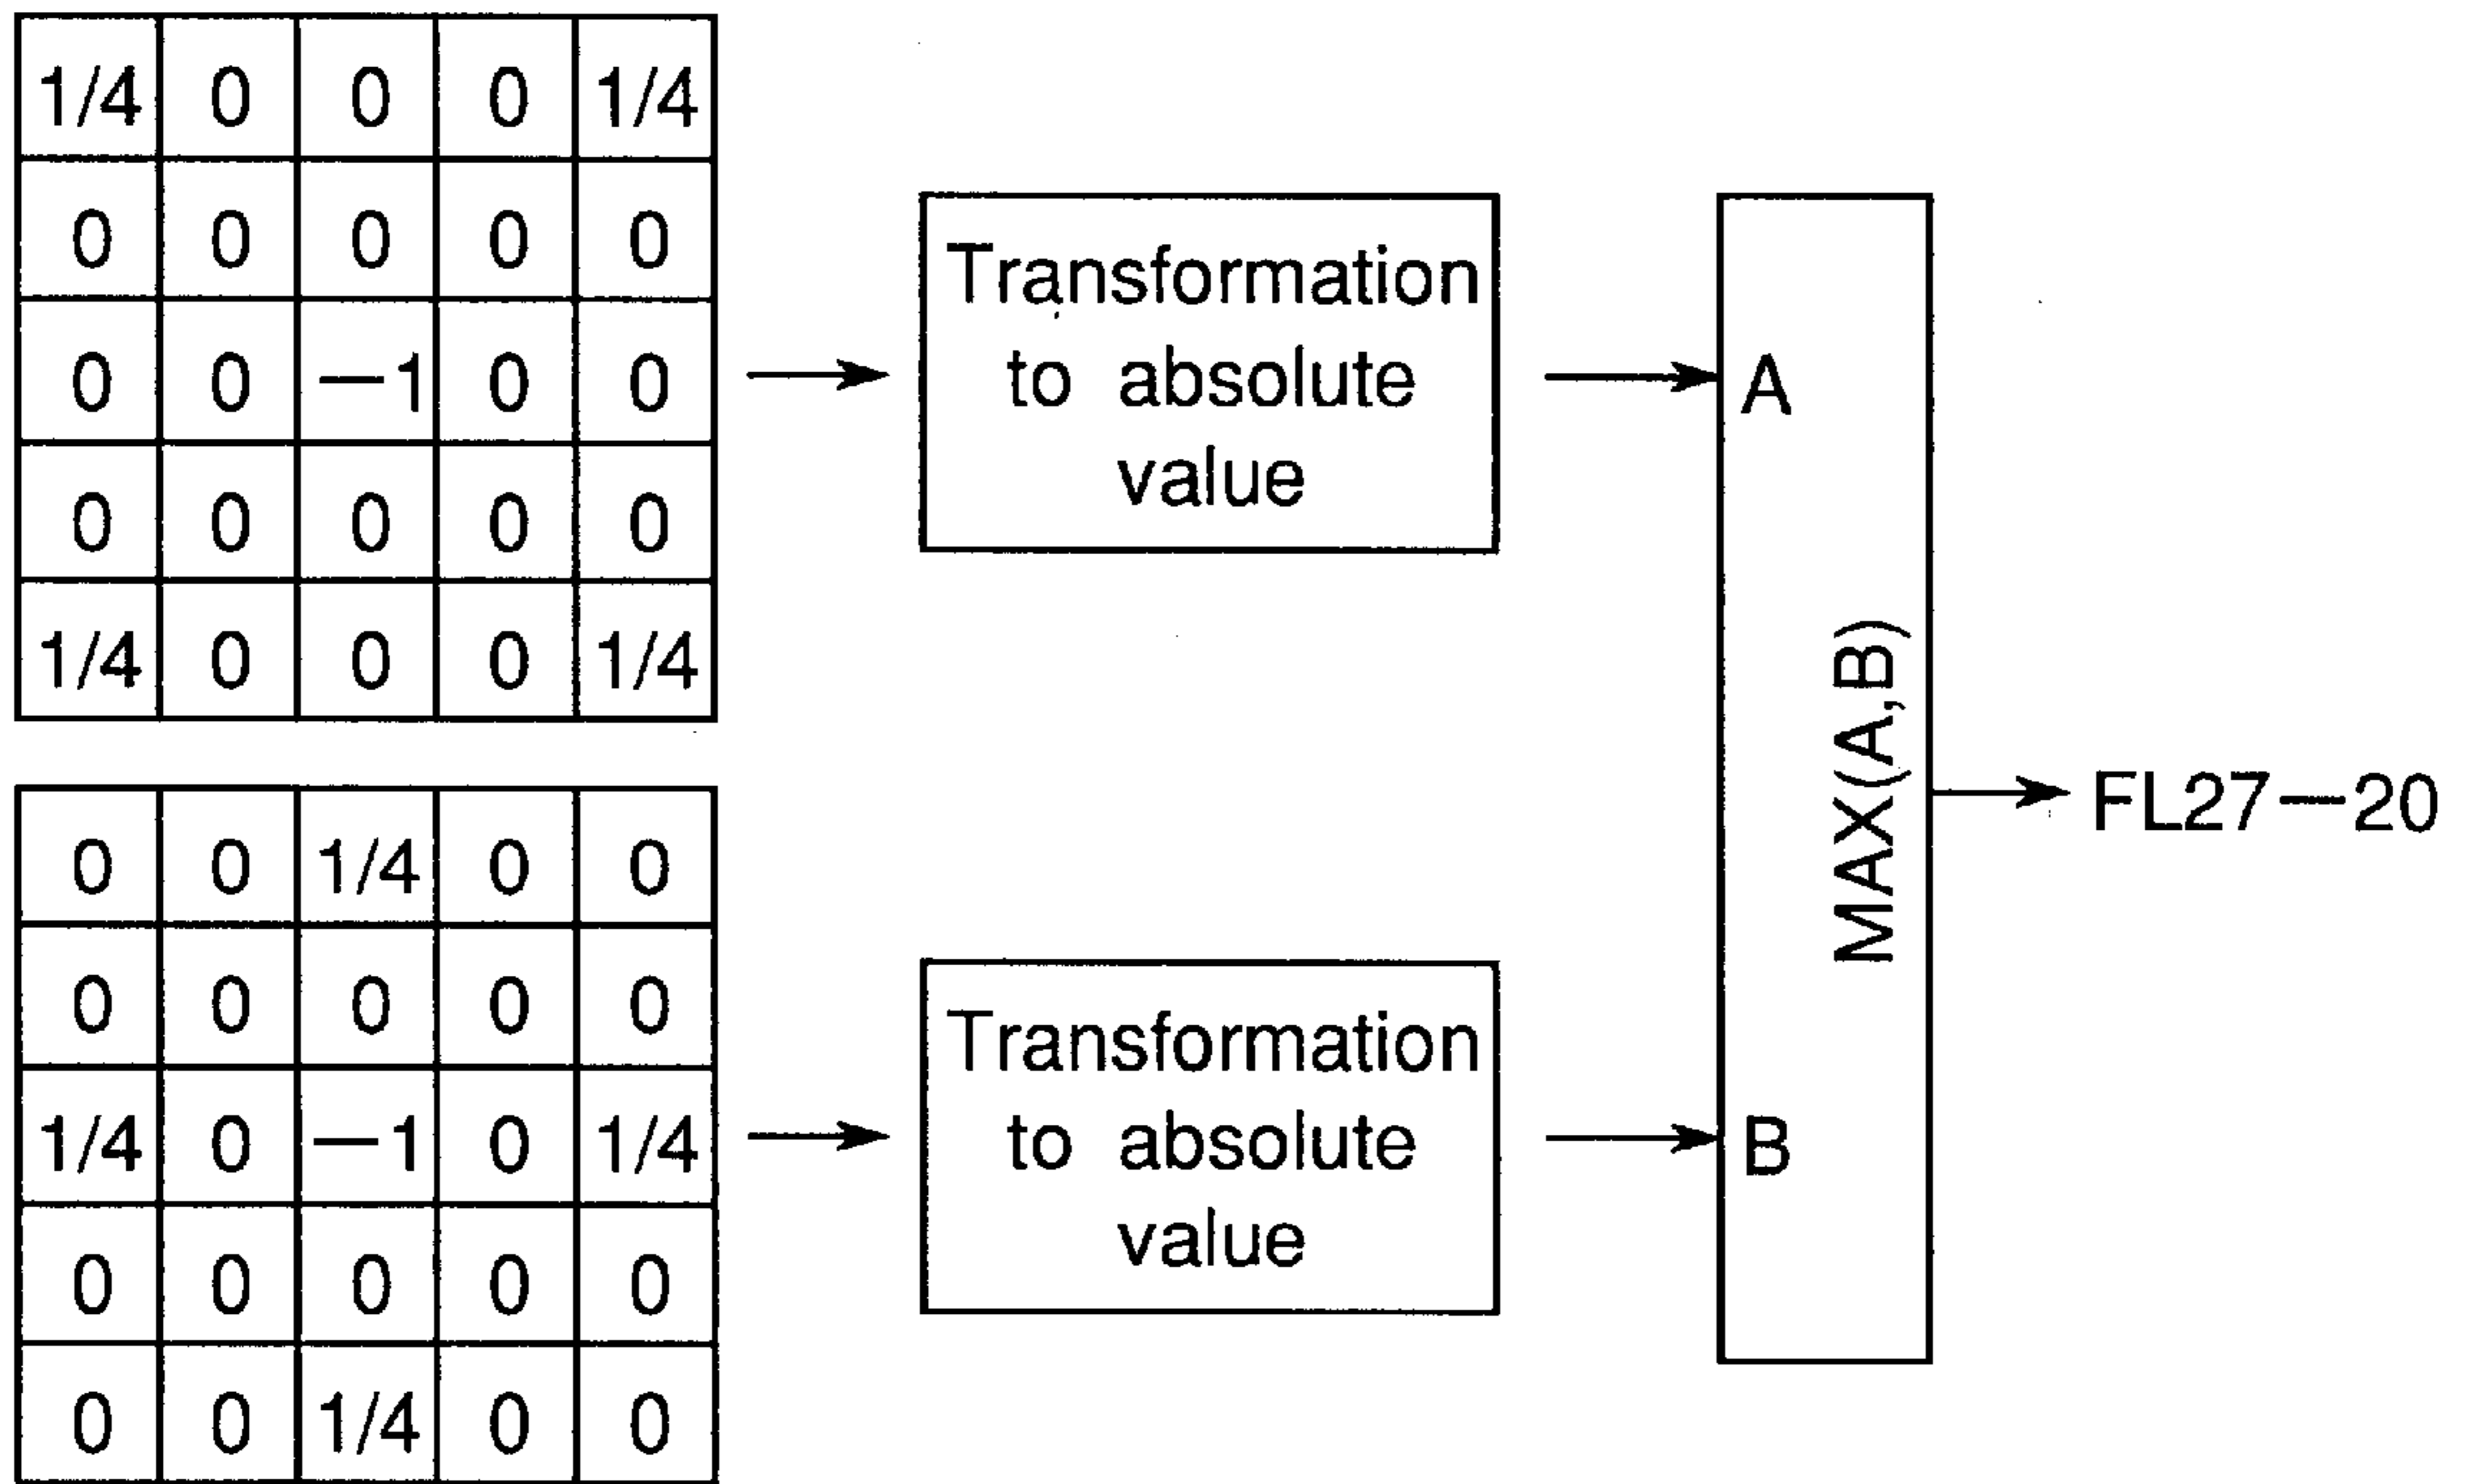 1/4 0 0 0 1/4
0 0 0 0 0
0 0 —1 0 0
0 0 0 0 0
1/4 0 0 0 1/4
Transformation
to absolute
value
A
0 0 1/4 0 0
0 0 0 0 0
1/4 0 —1 0 1/4
0 0 0 0 0
0 0 1/4 0 0
Transformation
to absolute
value
B
MAX(A,B)
FL27—20